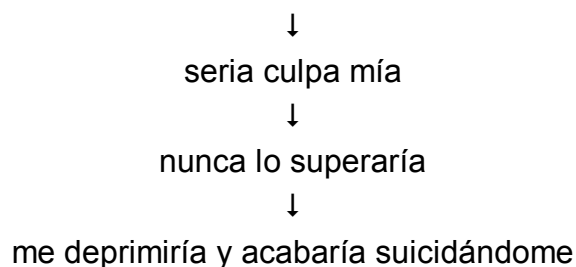 ↓
seria culpa mía
↓
nunca lo superaría
↓
me deprimiría y acabaría suicidándome